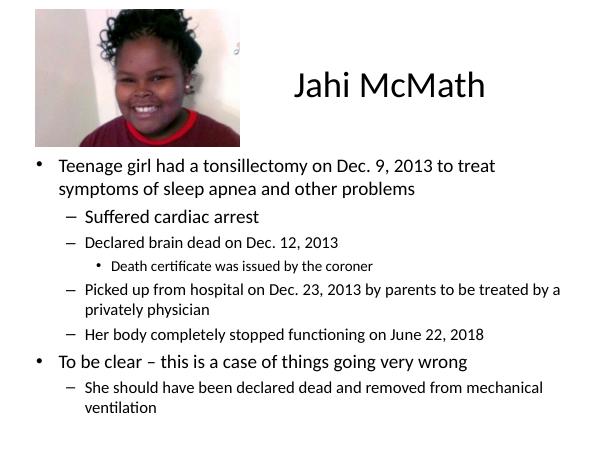 Jahi McMath
• Teenage girl had a tonsillectomy on Dec. 9, 2013 to treat
symptoms of sleep apnea and other problems
– Suffered cardiac arrest
– Declared brain dead on Dec. 12, 2013
• Death certificate was issued by the coroner
– Picked up from hospital on Dec. 23, 2013 by parents to be treated by a
privately physician
– Her body completely stopped functioning on June 22, 2018
• To be clear – this is a case of things going very wrong
– She should have been declared dead and removed from mechanical
ventilation